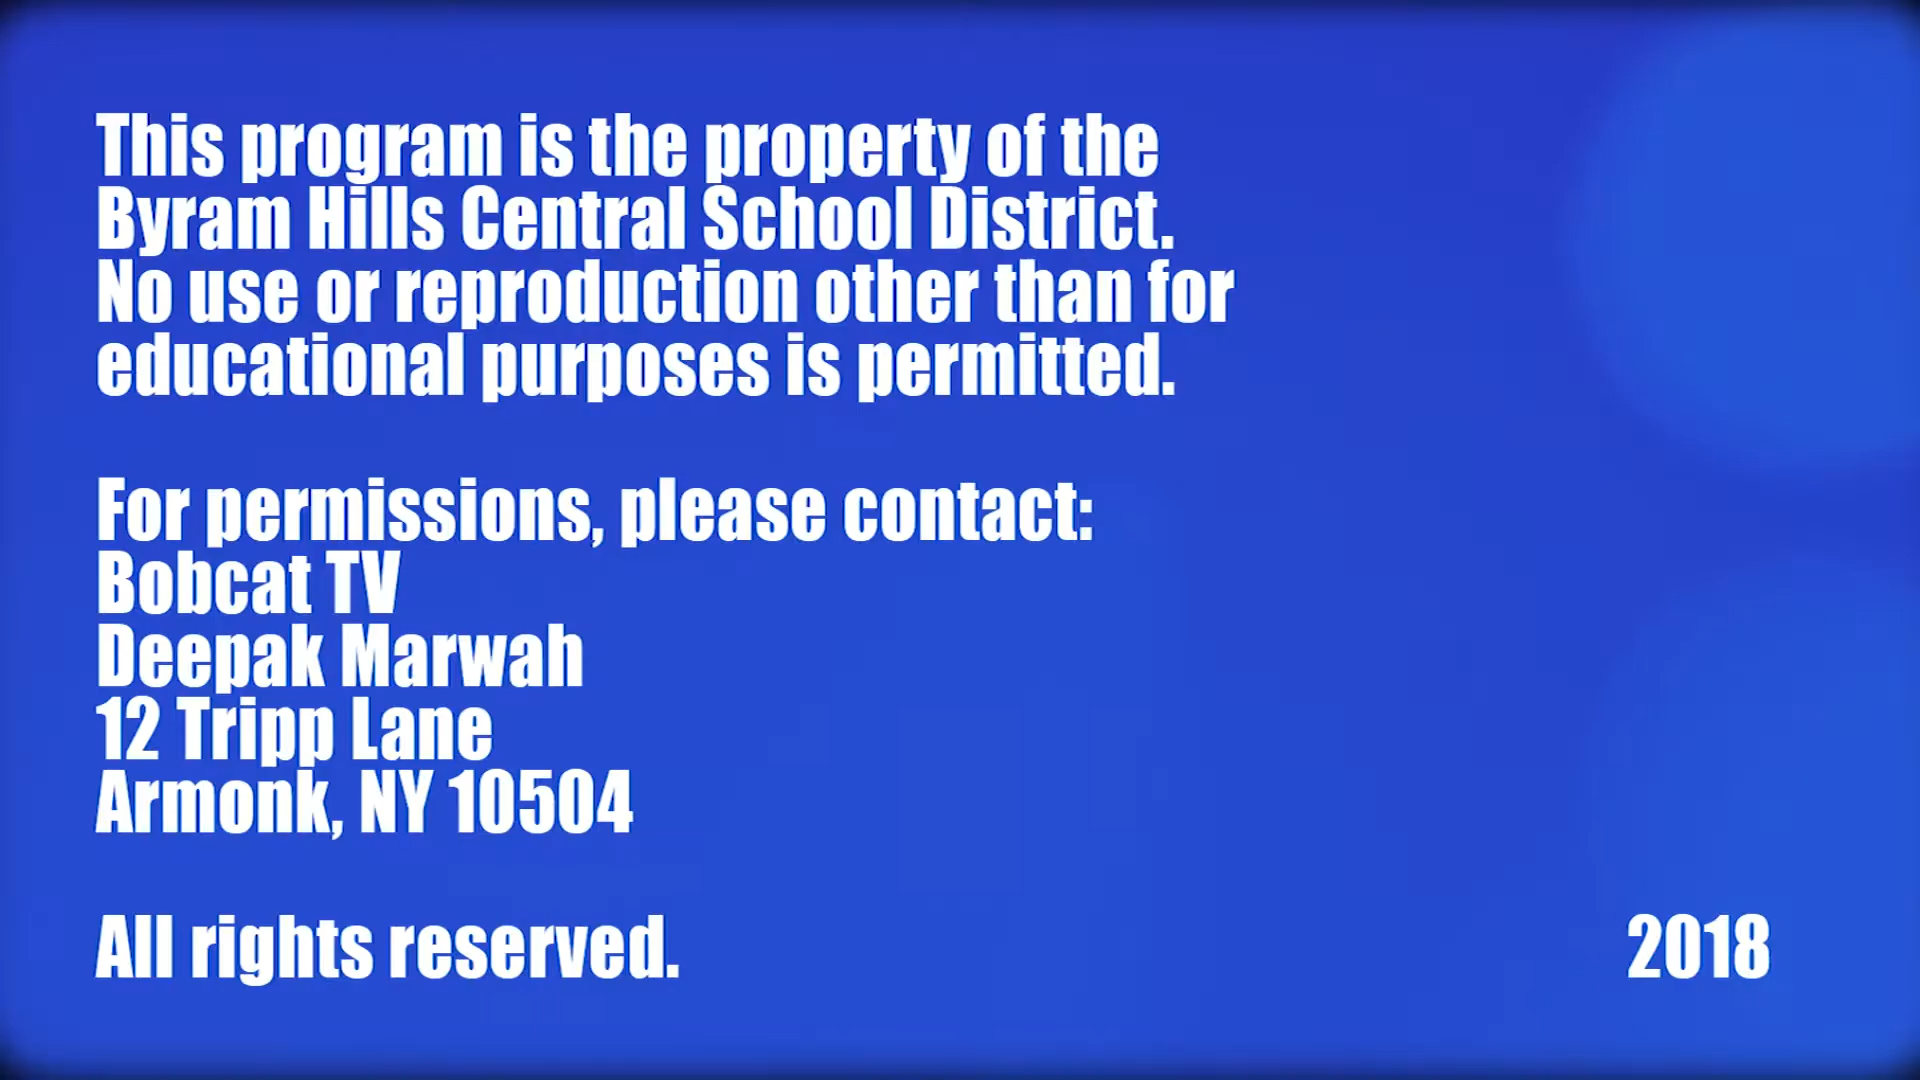 This program is the property of the
Byram Hills Central School District.
No use or reproduction other than for
educational purposes is permitted.
For permissions, please contact:
Bobcat TV
Deepak Marwah
12 Tripp Lane
Armonk, NY 10504
All rights reserved.
2018